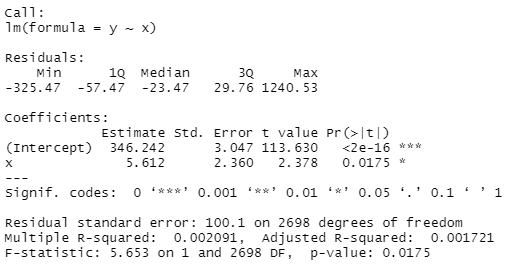 Call:
lm(formula = y ~ x)
Residuals:
Min 1Q Median 3Q Max
-325.47 -57.47 -23.47 29.76 1240.53
Coefficients:
Estimate Std. Error t value Pr(>|t|)
(Intercept) 346.242 3.047 113.630 <2e-16 ***
x 5.612 2.360 2.378 0.0175 *
---
Signif. codes: 0 ‘***’ 0.001 ‘**’ 0.01 ‘*’ 0.05 ‘.’ 0.1 ‘ ’ 1
Residual standard error: 100.1 on 2698 degrees of freedom
Multiple R-squared: 0.002091, Adjusted R-squared: 0.001721
F-statistic: 5.653 on 1 and 2698 DF, p-value: 0.0175